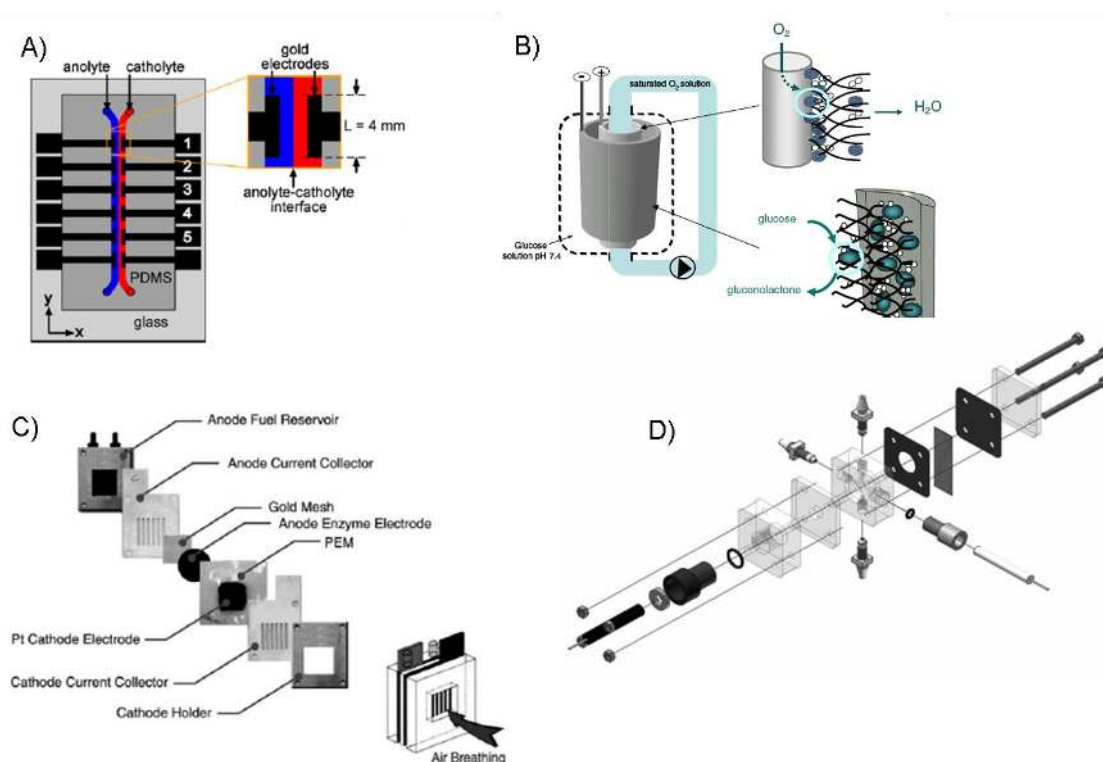 A)
anolyte
catholyte
gold
electrodes
L = 4 mm
1
2
3
4
5
anolyte-catholyte
interface
PDMS
glass
y
x
B)
saturated O₂ solution
Glucose
solution pH 7.4
O₂
H₂O
glucose
gluconolactone
C)
Anode Fuel Reservoir
Anode Current Collector
Gold Mesh
Anode Enzyme Electrode
PEM
Pt Cathode Electrode
Cathode Current Collector
Cathode Holder
Air Breathing
D)